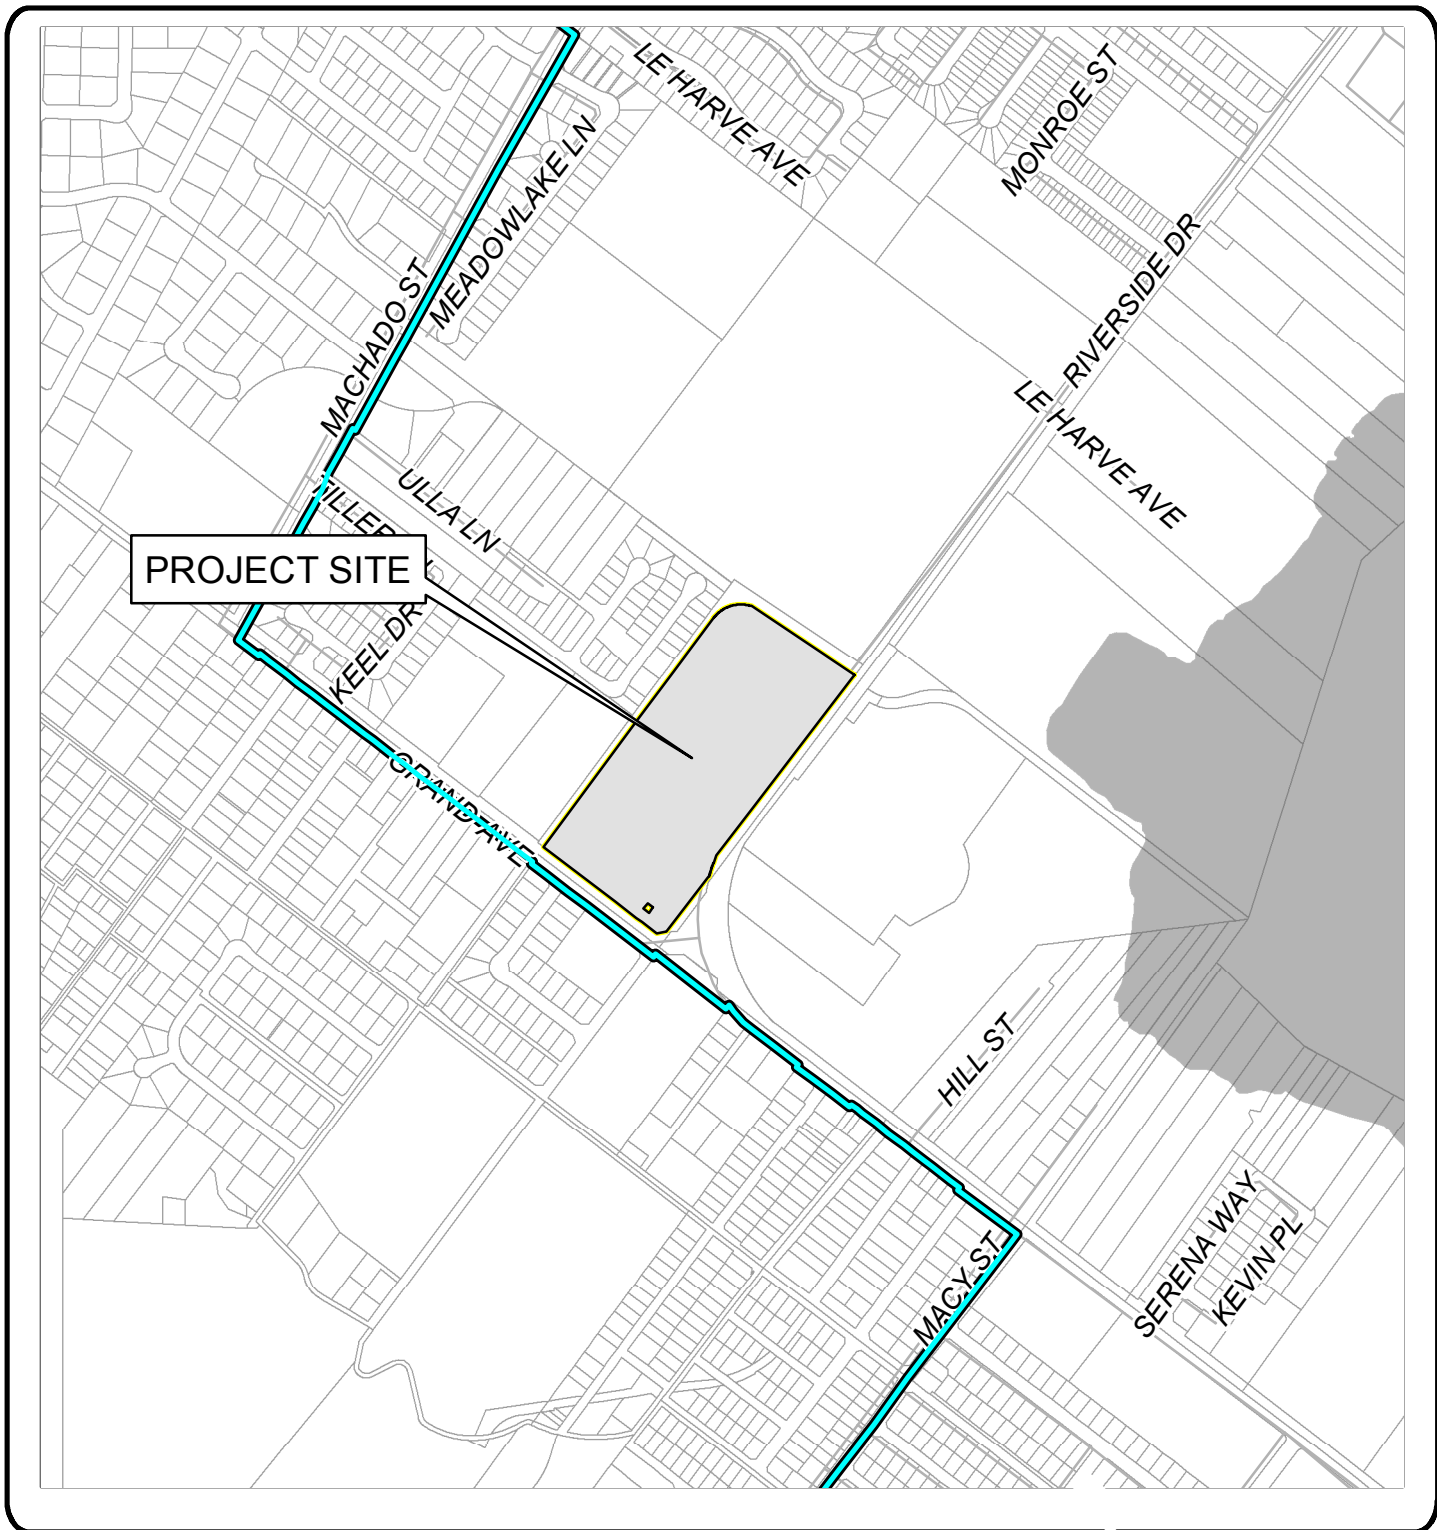 LE HARVE AVE
MONROE ST
MEADOWLAKE LN
RIVERSIDE DR
MACHADO ST
LE HARVE AVE
ULLA LN
PROJECT SITE
KEEL DR
GRAND AVE
HILL ST
SERENA WAY
KEVIN PL
MACY ST